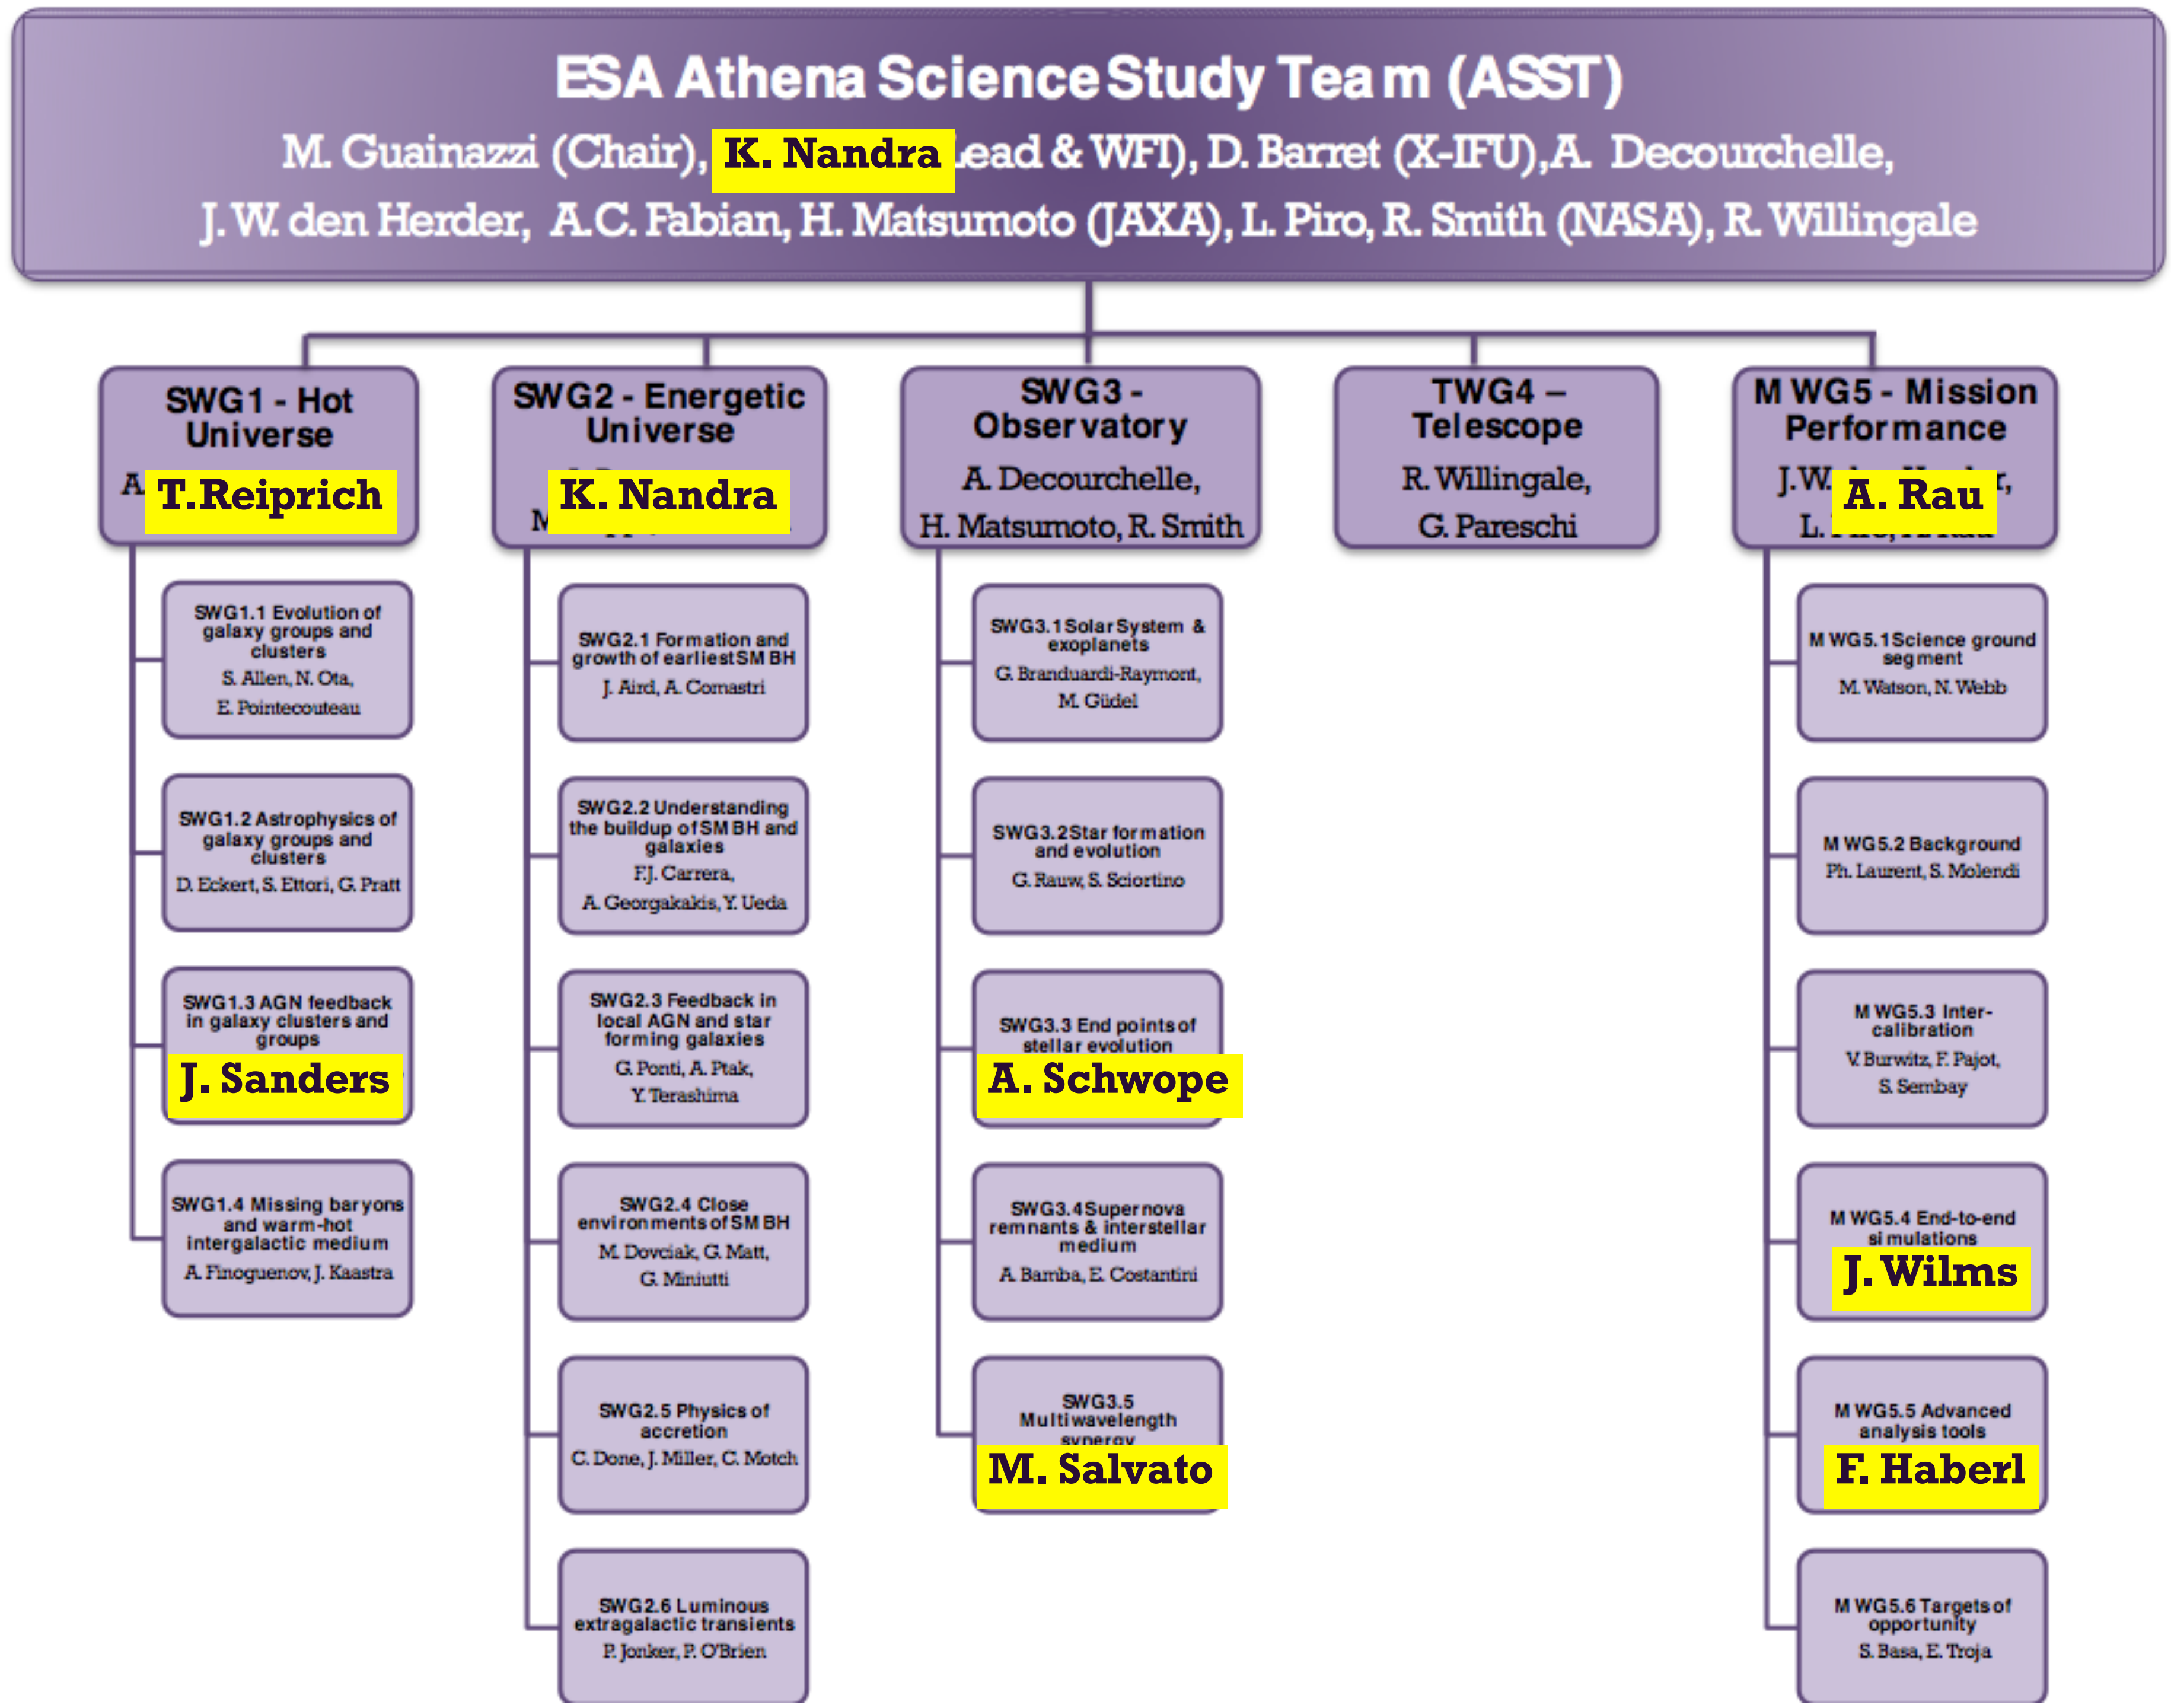 ESA Athena Science Study Team (ASST)
M. Guainazzi (Chair), K. Nandra Lead & WFI), D. Barret (X-IFU), A. Decourchelle,
J.W. den Herder, A.C. Fabian, H. Matsumoto (JAXA), L. Piro, R. Smith (NASA), R. Willingale
SWG1 - Hot
Universe
A. T.Reiprich
SWG1.1 Evolution of
galaxy groups and
clusters
S. Allen, N. Ota,
E. Pointecouteau
SWG1.2 Astrophysics of
galaxy groups and
clusters
D. Eckert, S. Ettori, G. Pratt
SWG1.3 AGN feedback
in galaxy clusters and
groups
J. Sanders
SWG1.4 Missing baryons
and warm-hot
intergalactic medium
A. Finoguenov, J. Kaastra
SWG2 - Energetic
Universe
K. Nandra
SWG2.1 Formation and
growth of earliest SMBH
J. Aird, A. Comastri
SWG2.2 Understanding
the buildup of SMBH and
galaxies
F.J. Carrera,
A. Georgakakis, Y. Ueda
SWG2.3 Feedback in
local AGN and star
forming galaxies
G. Ponti, A. Ptak,
Y. Terashima
SWG2.4 Close
environments of SMBH
M. Dovciak, G. Matt,
G. Miniutti
SWG2.5 Physics of
accretion
C. Done, J. Miller, C. Motch
SWG2.6 Luminous
extragalactic transients
P. Jonker, P. O'Brien
SWG3 -
Observatory
A. Decourchelle,
H. Matsumoto, R. Smith
SWG3.1 Solar System &
exoplanets
G. Branduardi-Raymont,
M. Güdel
SWG3.2 Star formation
and evolution
G. Rauw, S. Sciortino
SWG3.3 End points of
stellar evolution
A. Schwope
SWG3.4 Supernova
remnants & interstellar
medium
A. Bamba, E. Costantini
SWG3.5
Multiwavelength
synergy
M. Salvato
TWG4 –
Telescope
R. Willingale,
G. Pareschi
MWG5 - Mission
Performance
J.W.
A. Rau
L.
MWG5.1 Science ground
segment
M. Watson, N. Webb
MWG5.2 Background
Ph. Laurent, S. Molendi
MWG5.3 Inter-
calibration
V. Burwitz, F. Pajot,
S. Sembay
MWG5.4 End-to-end
simulations
J. Wilms
MWG5.5 Advanced
analysis tools
F. Haberl
MWG5.6 Targets of
opportunity
S. Basa, E. Troja